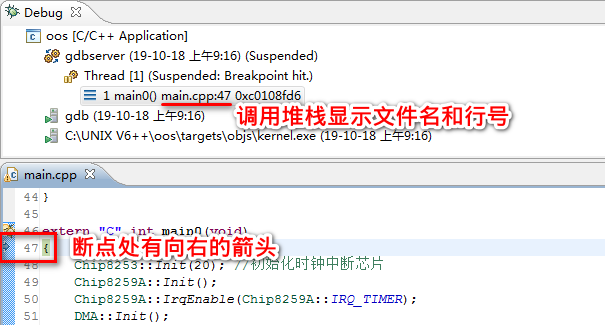 Debug
oos [C/C++ Application]
gdbserver (19-10-18 上午9:16) (Suspended)
Thread [1] (Suspended: Breakpoint hit.)
1 main0() main.cpp:47 0xc0108fd6
gdb (19-10-18 上午9:16)
C:\UNIX V6++\oos\targets\objs\kernel.exe (19-10-18 上午9:16)
调用堆栈显示文件名和行号
main.cpp
44 }
45
46 extern "C" int main0(void)
47 {
断点处有向右的箭头
48 Chip8253::Init(20); //初始化时钟中断芯片
49 Chip8259A::Init();
50 Chip8259A::IrqEnable(Chip8259A::IRQ_TIMER);
51 DMA::Init();